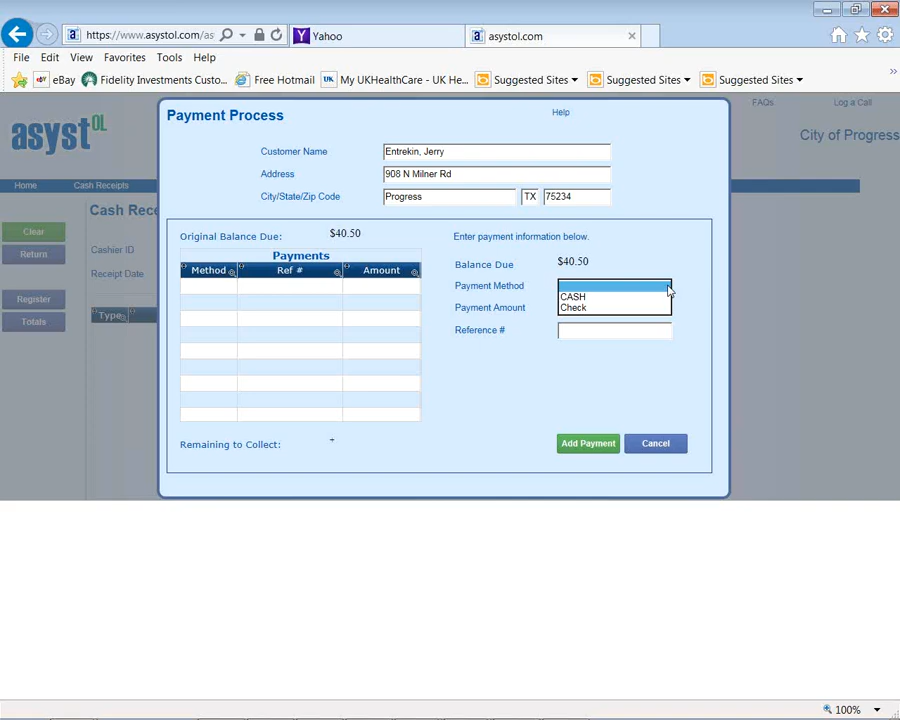 https://www.asystol.com/as
Yahoo
asystol.com
File Edit View Favorites Tools Help
eBay Fidelity Investments Custo... Free Hotmail My UKHealthCare - UK He... Suggested Sites Suggested Sites Suggested Sites
FAQs Log a Call
asyst OL
City of Progress
Home Cash Receipts
Cash Rece
Clear
Return
Cashier ID
Receipt Date
Register
Totals
Type
Payment Process
Help
Customer Name Entrekin, Jerry
Address 908 N Milner Rd
City/State/Zip Code Progress TX 75234
Original Balance Due: $40.50
Payments
Method Ref # Amount
Remaining to Collect:
Enter payment information below.
Balance Due $40.50
Payment Method
CASH
Payment Amount Check
Reference #
Add Payment Cancel
100%